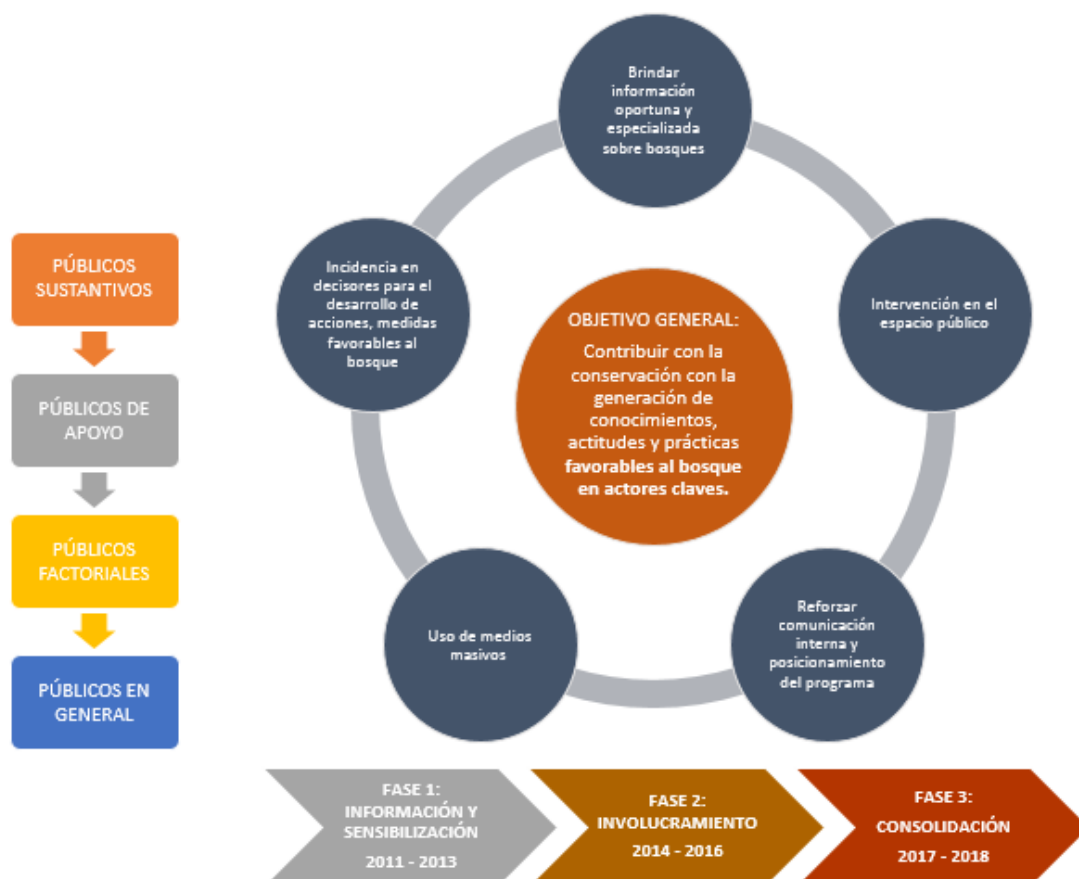 PÚBLICOS
SUSTANTIVOS
PÚBLICOS DE
APOYO
PÚBLICOS
FACTORIALES
PÚBLICOS EN
GENERAL
Brindar
información
oportuna y
especializada
sobre bosques
Intervención en el
espacio público
Reforzar
comunicación
interna y
posicionamiento
del programa
Uso de medios
masivos
Incidencia en
decisores para el
desarrollo de
acciones, medidas
favorables al
bosque
OBJETIVO GENERAL:
Contribuir con la
conservación con la
generación de
conocimientos,
actitudes y prácticas
favorables al bosque
en actores claves.
FASE 1:
INFORMACIÓN Y
SENSIBILIZACIÓN
2011 - 2013
FASE 2:
INVOLUCRAMIENTO
2014 - 2016
FASE 3:
CONSOLIDACIÓN
2017 - 2018